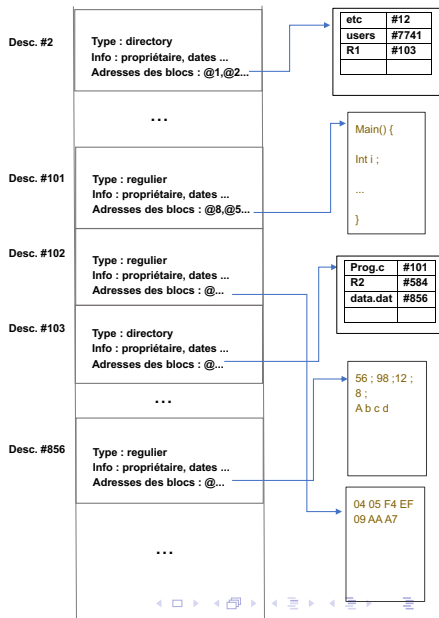 Desc. #2
Type : directory
Info : propriétaire, dates ...
Adresses des blocs : @1,@2...
etc #12
users #7741
R1 #103
...
Main() {
Int i ;
...
}
Desc. #101
Type : regulier
Info : propriétaire, dates ...
Adresses des blocs : @8,@5...
Desc. #102
Type : regulier
Info : propriétaire, dates ...
Adresses des blocs : @...
Prog.c #101
R2 #584
data.dat #856
Desc. #103
Type : directory
Info : propriétaire, dates ...
Adresses des blocs : @...
...
56 ; 98 ;12 ;
8 ;
A b c d
Desc. #856
Type : regulier
Info : propriétaire, dates ...
Adresses des blocs : @...
04 05 F4 EF
09 AA A7
...